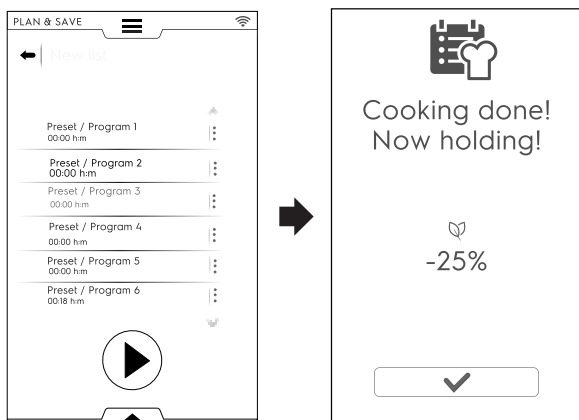 PLAN & SAVE
New list
Preset / Program 1
00:00 h:m
Preset / Program 2
00:00 h:m
Preset / Program 3
00:00 h:m
Preset / Program 4
00:00 h:m
Preset / Program 5
00:00 h:m
Preset / Program 6
00:18 h:m
Cooking done!
Now holding!
-25%